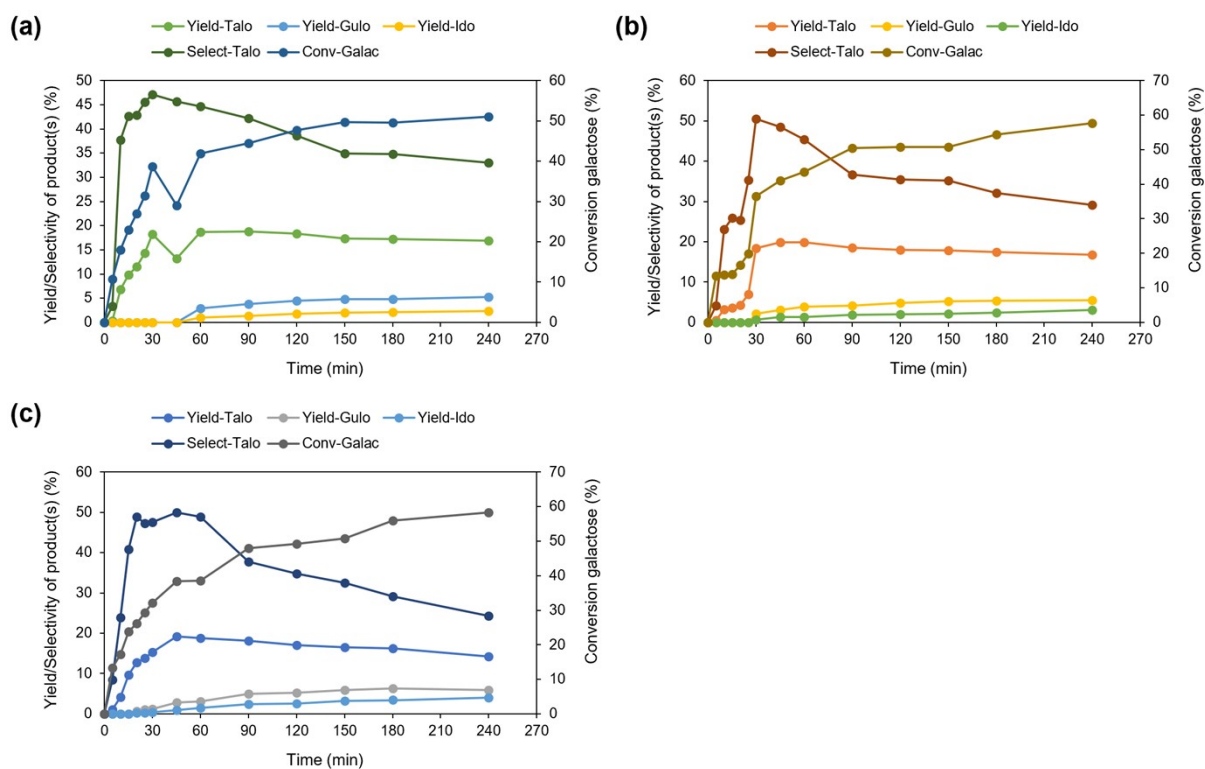 (a)
Yield-Talo Yield-Gulo Yield-Ido
Select-Talo Conv-Galac
Yield/Selectivity of product(s) (%)
50
45
40
35
30
25
20
15
10
5
0
60
50
40
30
20
10
0
Conversion galactose (%)
0 30 60 90 120 150 180 210 240 270
Time (min)
(b)
Yield-Talo Yield-Gulo Yield-Ido
Select-Talo Conv-Galac
Yield/Selectivity of product(s) (%)
60
50
40
30
20
10
0
70
60
50
40
30
20
10
0
Conversion galactose (%)
0 30 60 90 120 150 180 210 240 270
Time (min)
(c)
Yield-Talo Yield-Gulo Yield-Ido
Select-Talo Conv-Galac
Yield/Selectivity of product(s) (%)
60
50
40
30
20
10
0
70
60
50
40
30
20
10
0
Conversion galactose (%)
0 30 60 90 120 150 180 210 240 270
Time (min)